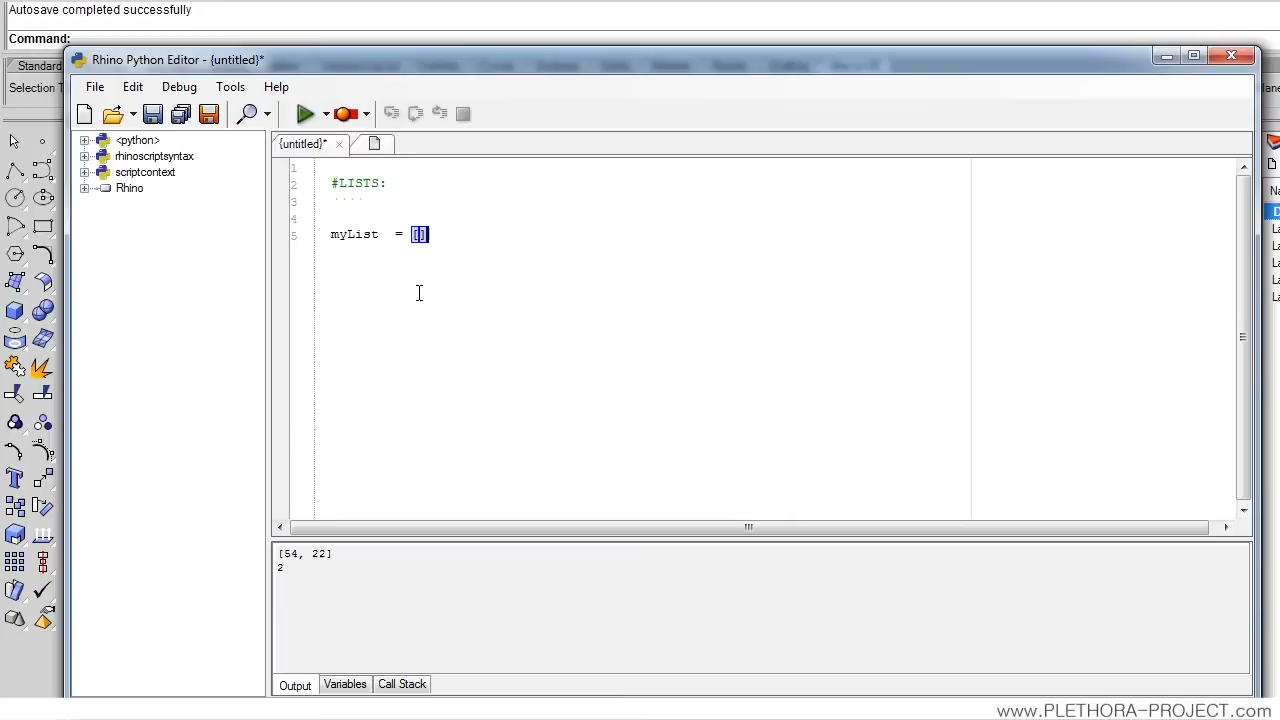 Autosave completed successfully
Command:
Standard
Rhino Python Editor - {untitled}*
Selection T
File Edit Debug Tools Help
{untitled}*
<python>
rhinoscriptsyntax
scriptcontext
Rhino
1
2 #LISTS:
3
4
5 myList = []
[54, 22]
2
Output Variables Call Stack
www.PLETHORA-PROJECT.com